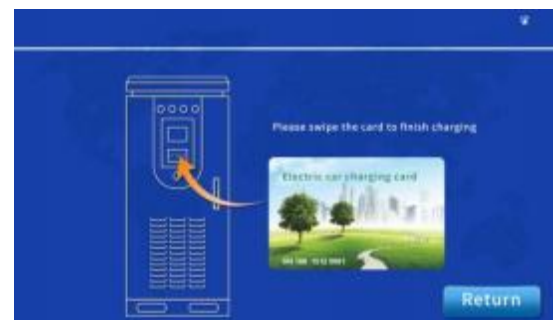 Please swipe the card to finish charging
Electric car charging card
Return